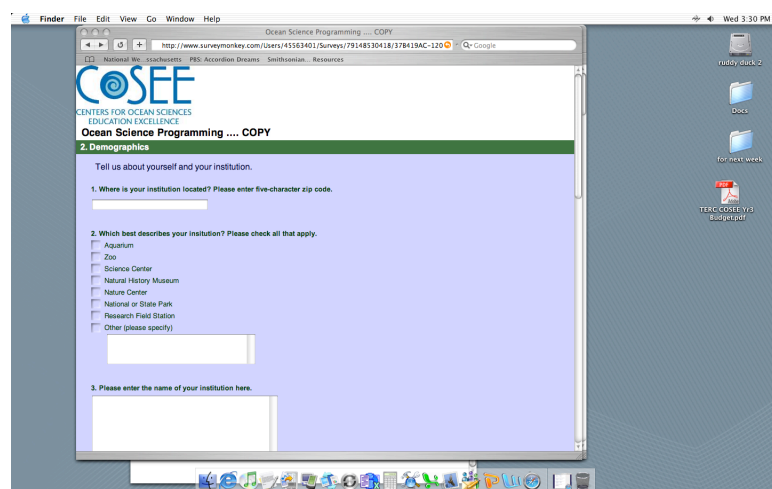 Finder File Edit View Go Window Help Wed 3:30 PM
Ocean Science Programming .... COPY
http://www.surveymonkey.com/Users/45563401/Surveys/79148530418/37B419AC-120 Q- Google
National We...ssachusetts PBS: Accordion Dreams Smithsonian... Resources
COSEE
CENTERS FOR OCEAN SCIENCES
EDUCATION EXCELLENCE
Ocean Science Programming .... COPY
2. Demographics
Tell us about yourself and your institution.
1. Where is your institution located? Please enter five-character zip code.
2. Which best describes your insitution? Please check all that apply.
Aquarium
Zoo
Science Center
Natural History Museum
Nature Center
National or State Park
Research Field Station
Other (please specify)
3. Please enter the name of your institution here.
ruddy duck 2
Docs
for next week
PDF
TERC COSEE Yr3
Budget.pdf